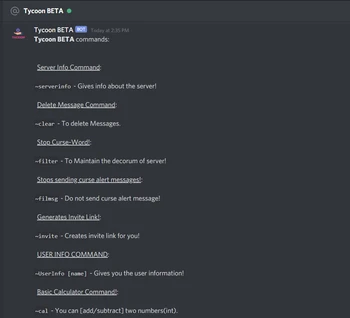 @ Tycoon BETA
Tycoon BETA BOT Today at 3:35 PM
Tycoon BETA commands:
Server Info Command:
~serverinfo - Gives info about the server!
Delete Message Command:
~clear - To delete Messages.
Stop Curse-Word!:
~filter - To Maintain the decorum of server!
Stops sending curse alert messages!:
~filmsg - Do not send curse alert message!
Generates Invite Link!:
~invite - Creates invite link for you!
USER INFO COMMAND:
~UserInfo [name] - Gives you the user information!
Basic Calculator Command!:
~cal - You can [add/subtract] two numbers(int).